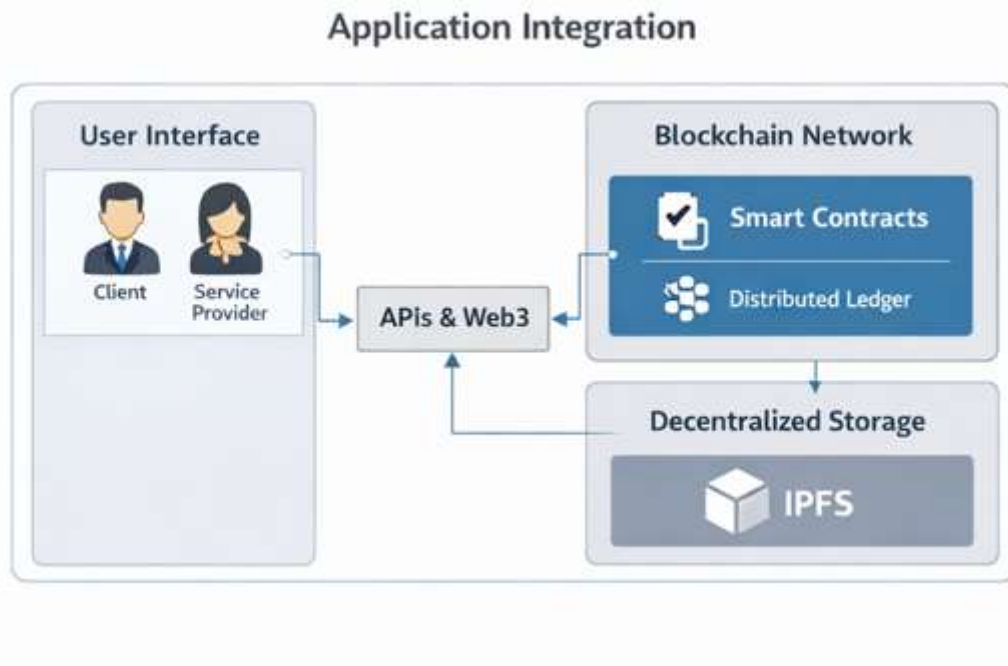 Application Integration
User Interface
Client
Service
Provider
APis & Web3
Blockchain Network
Smart Contracts
Distributed Ledger
Decentralized Storage
IPFS